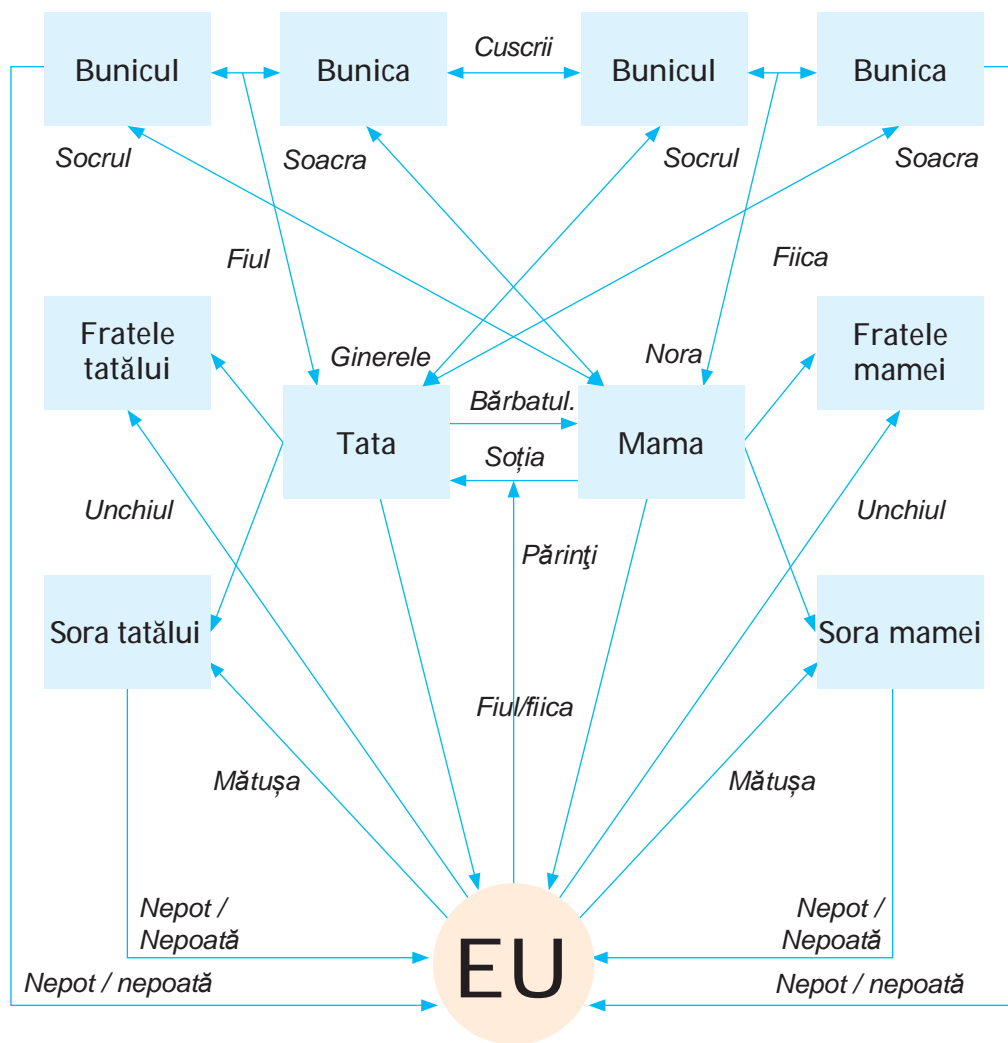 Bunicul
Bunica
Cuscrii
Bunicul
Bunica
Socrul
Soacra
Socrul
Soacra
Fiul
Fiica
Fratele
tatălui
Ginerele
Nora
Fratele
mamei
Bărbatul.
Tata
Mama
Soția
Unchiul
Unchiul
Părinţi
Sora tatălui
Sora mamei
Fiul/fiica
Mătușa
Mătușa
Nepot /
Nepoată
Nepot /
Nepoată
EU
Nepot / nepoată
Nepot / nepoată